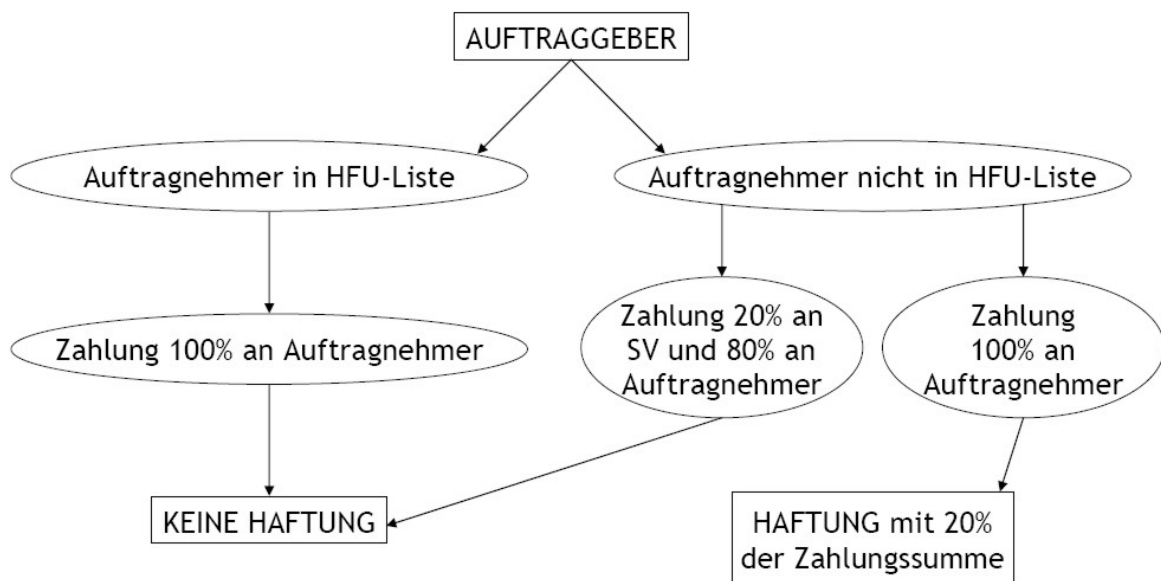 AUFTRAGGEBER
Auftragnehmer in HFU-Liste
Auftragnehmer nicht in HFU-Liste
Zahlung 100% an Auftragnehmer
Zahlung 20% an
SV und 80% an
Auftragnehmer
Zahlung
100% an
Auftragnehmer
KEINE HAFTUNG
HAFTUNG mit 20%
der Zahlungssumme